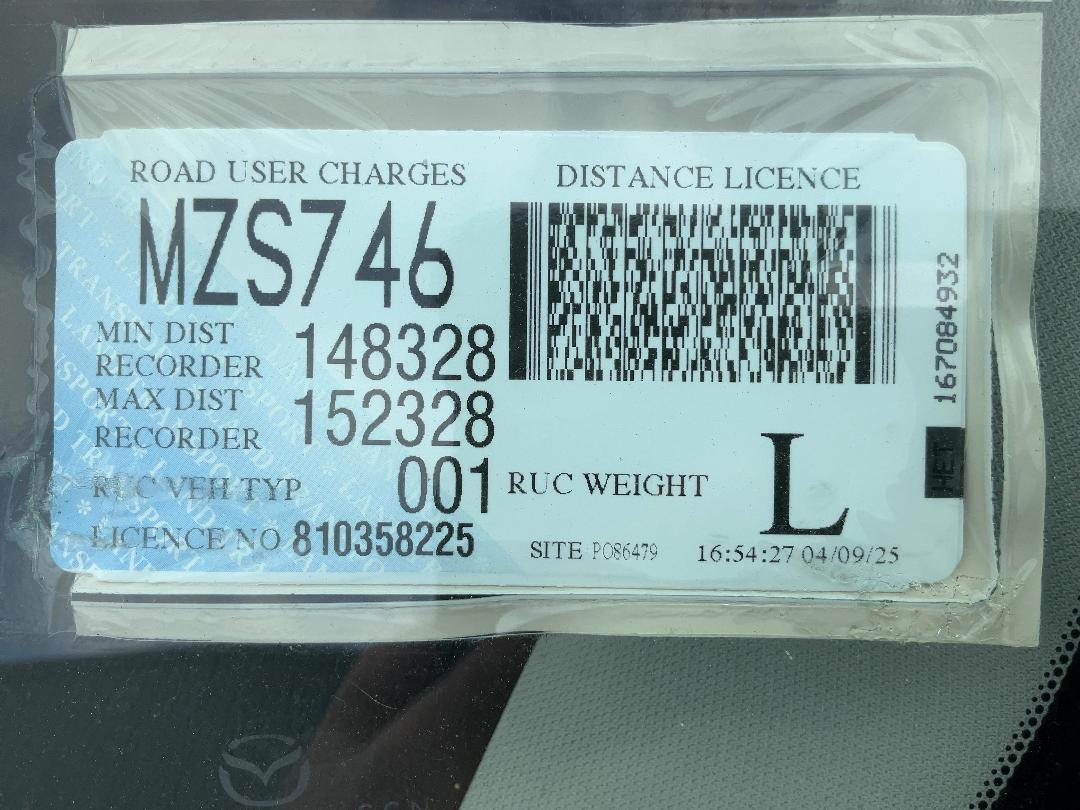 ROAD USER CHARGES
DISTANCE LICENCE
MZS746
MIN DIST
RECORDER 148328
MAX DIST
RECORDER 152328
RUC VEH TYP 001
RUC WEIGHT L
LICENCE NO 810358225
SITE PO86479 16:54:27 04/09/25
167084932
HET